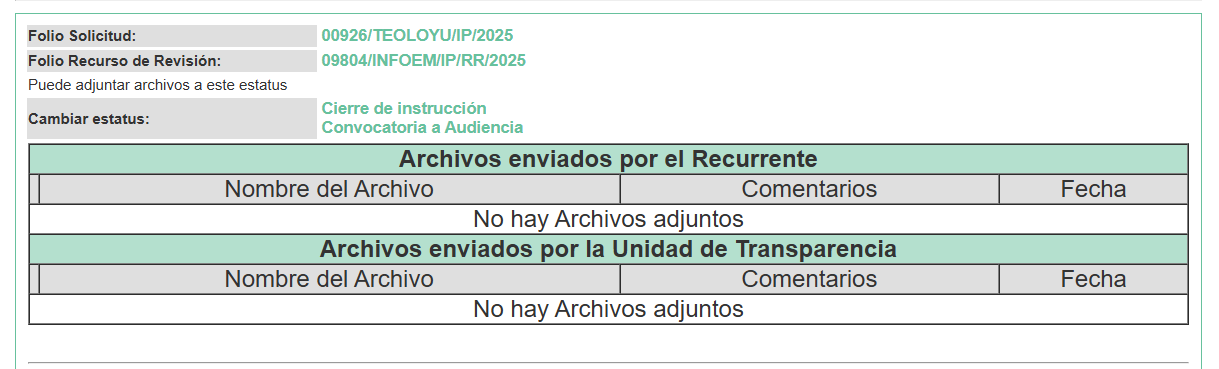 Folio Solicitud: 00926/TEOLOYU/IP/2025
Folio Recurso de Revisión: 09804/INFOEM/IP/RR/2025
Puede adjuntar archivos a este estatus
Cambiar estatus: Cierre de instrucción
Convocatoria a Audiencia
Archivos enviados por el Recurrente
Nombre del Archivo Comentarios Fecha
No hay Archivos adjuntos
Archivos enviados por la Unidad de Transparencia
Nombre del Archivo Comentarios Fecha
No hay Archivos adjuntos